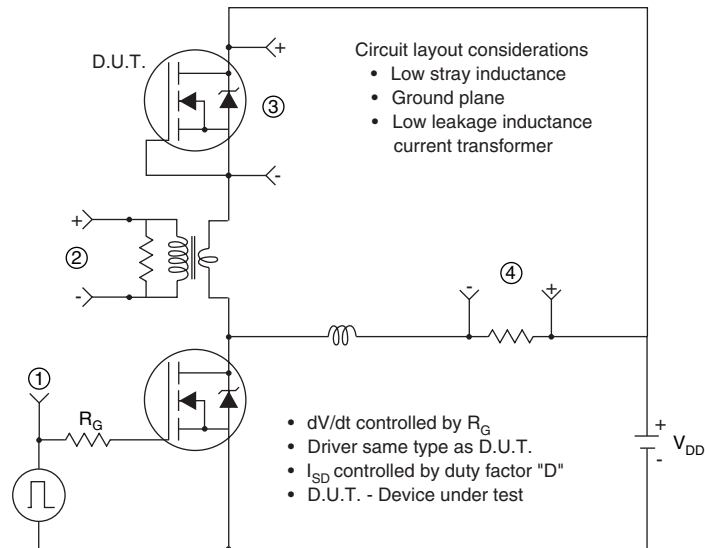 D.U.T.
+
③
-
Circuit layout considerations
• Low stray inductance
• Ground plane
• Low leakage inductance
current transformer
+
②
-
④
-
+
①
R_G
• dV/dt controlled by R_G
• Driver same type as D.U.T.
• I_SD controlled by duty factor "D"
• D.U.T. - Device under test
+
-
V_DD